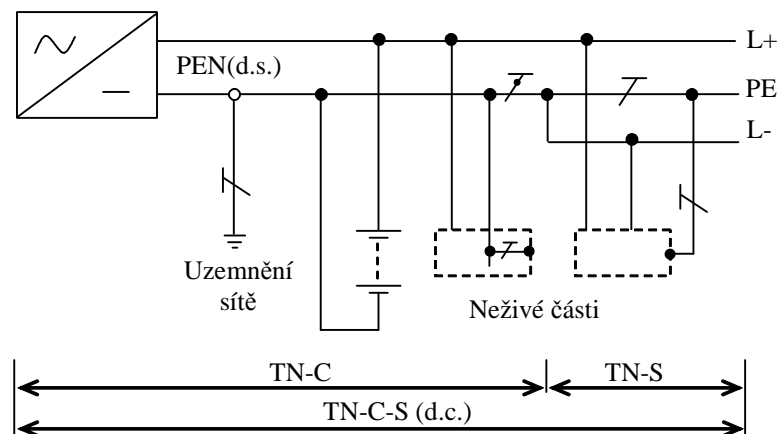 L+
PEN(d.s.)
PE
L-
Uzemnění
sítě
Neživé části
TN-C
TN-S
TN-C-S (d.c.)